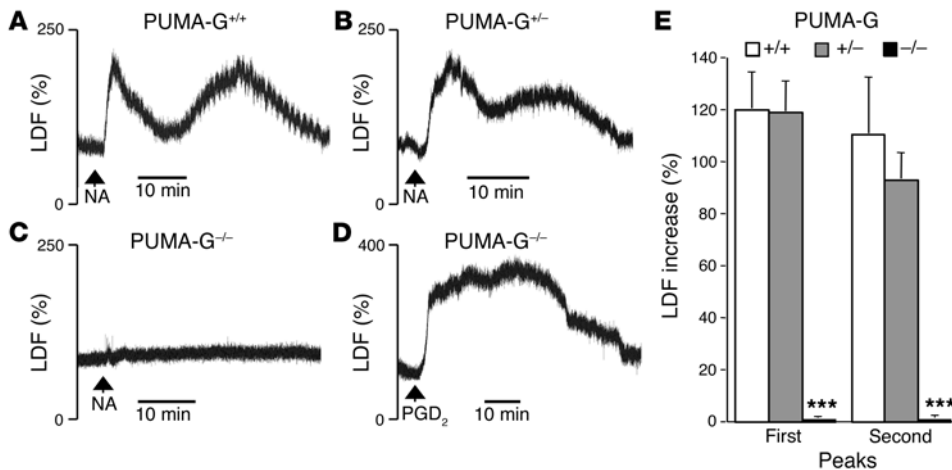 A PUMA-G+/+
250
LDF (%)
0
NA
10 min
B PUMA-G+/–
250
LDF (%)
0
NA
10 min
C PUMA-G–/–
250
LDF (%)
0
NA
10 min
D PUMA-G–/–
400
LDF (%)
0
PGD2
10 min
E PUMA-G
+/+ +/– –/–
140
120
100
80
60
40
20
0
LDF increase (%)
*** ***
First Second
Peaks